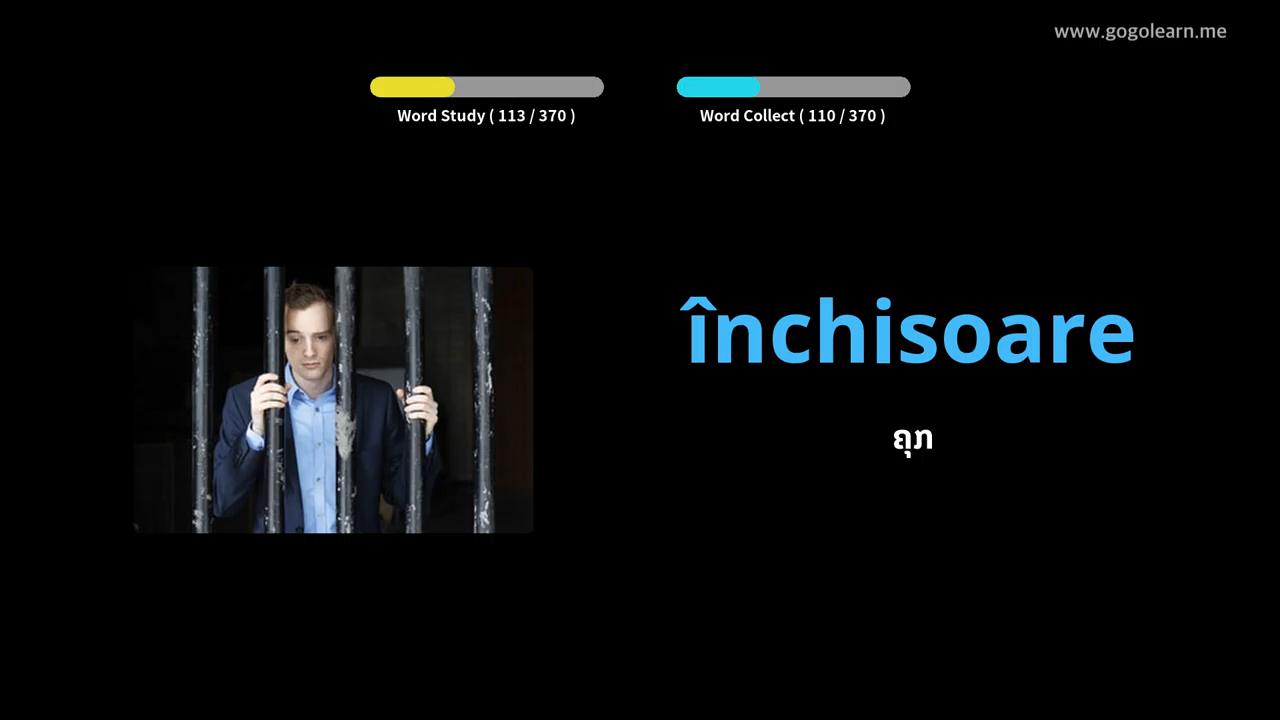 www.gogolearn.me
Word Study ( 113 / 370 )
Word Collect ( 110 / 370 )
închisoare
ຄຸກ